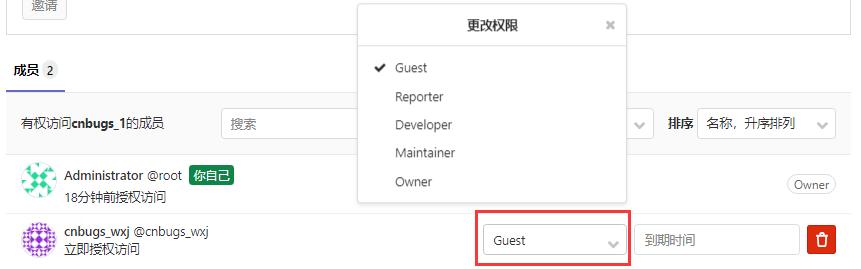 邀请
更改权限 ×
Guest
Reporter
Developer
Maintainer
Owner
成员 2
有权访问cnbugs_1的成员 搜索 排序 名称，升序排列
Administrator @root 你自己
18分钟前授权访问
Owner
cnbugs_wxj @cnbugs_wxj
立即授权访问
Guest 到期时间